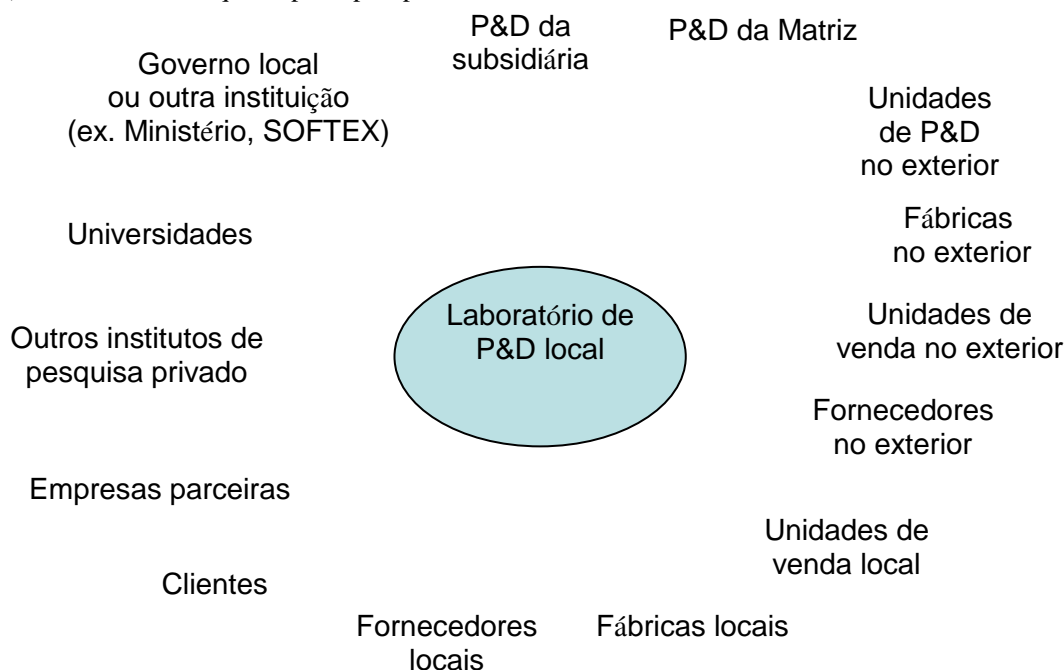 P&D da
subsidiária
P&D da Matriz
Governo local
ou outra instituição
(ex. Ministério, SOFTEX)
Unidades
de P&D
no exterior
Universidades
Fábricas
no exterior
Laboratório de
P&D local
Outros institutos de
pesquisa privado
Unidades de
venda no exterior
Fornecedores
no exterior
Empresas parceiras
Unidades de
venda local
Clientes
Fornecedores
locais
Fábricas locais